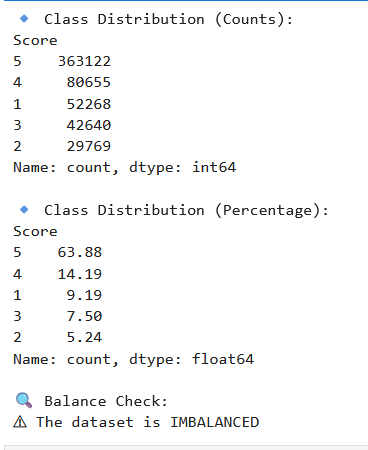 🔹 Class Distribution (Counts):
Score
5    363122
4     80655
1     52268
3     42640
2     29769
Name: count, dtype: int64
🔹 Class Distribution (Percentage):
Score
5    63.88
4    14.19
1     9.19
3     7.50
2     5.24
Name: count, dtype: float64
🔍 Balance Check:
⚠ The dataset is IMBALANCED